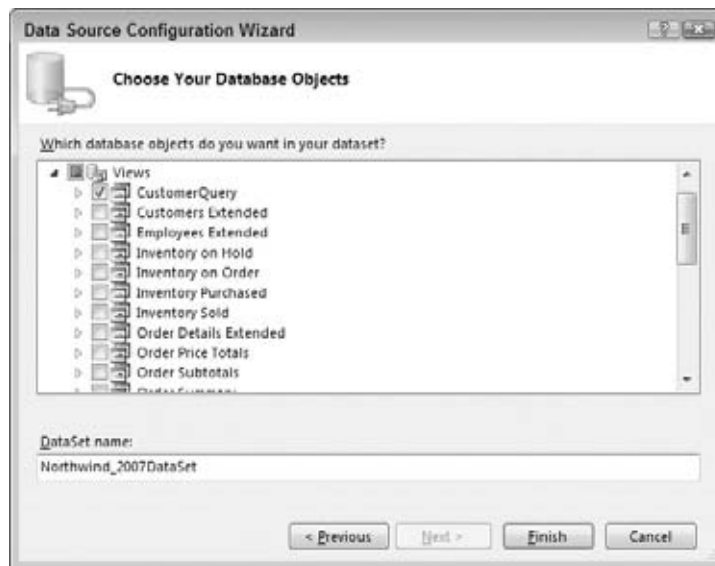 Data Source Configuration Wizard
Choose Your Database Objects
Which database objects do you want in your dataset?
Views
CustomerQuery
Customers Extended
Employees Extended
Inventory on Hold
Inventory on Order
Inventory Purchased
Inventory Sold
Order Details Extended
Order Price Totals
Order Subtotals
Order Summary
DataSet name:
Northwind_2007DataSet
< Previous Next > Finish Cancel